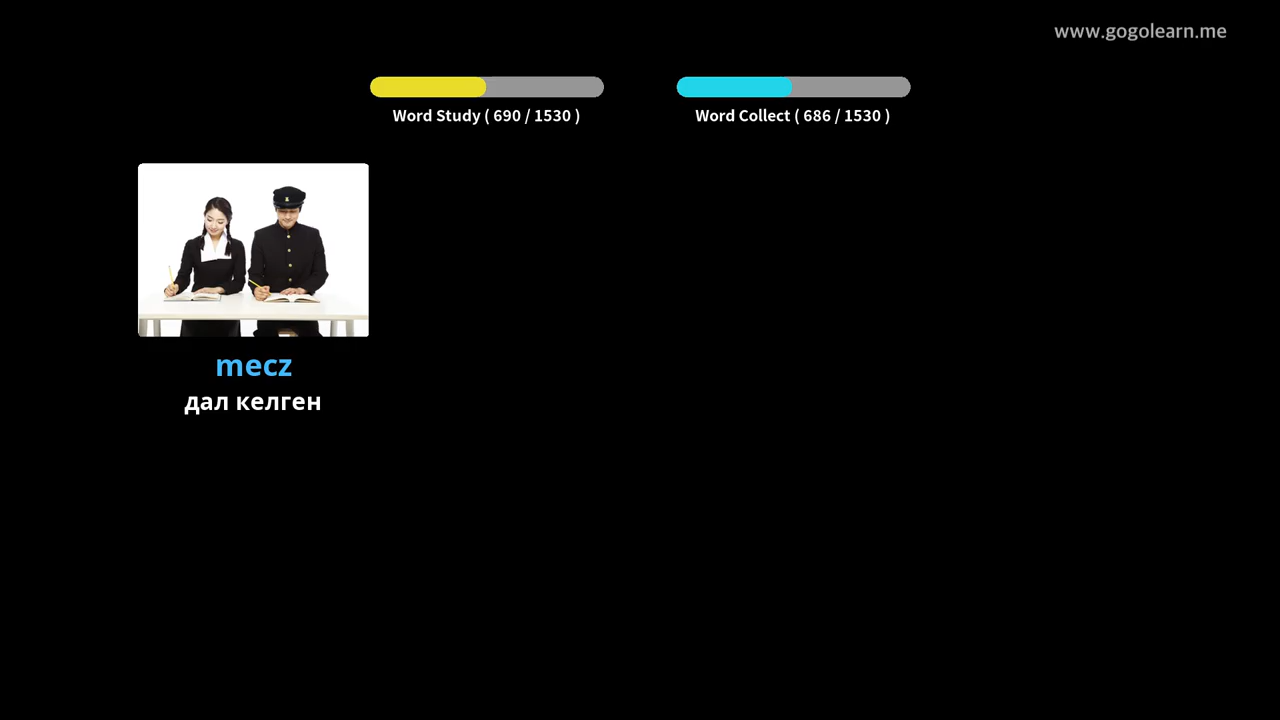 www.gogolearn.me
Word Study ( 690 / 1530 )
Word Collect ( 686 / 1530 )
mecz
дал келген